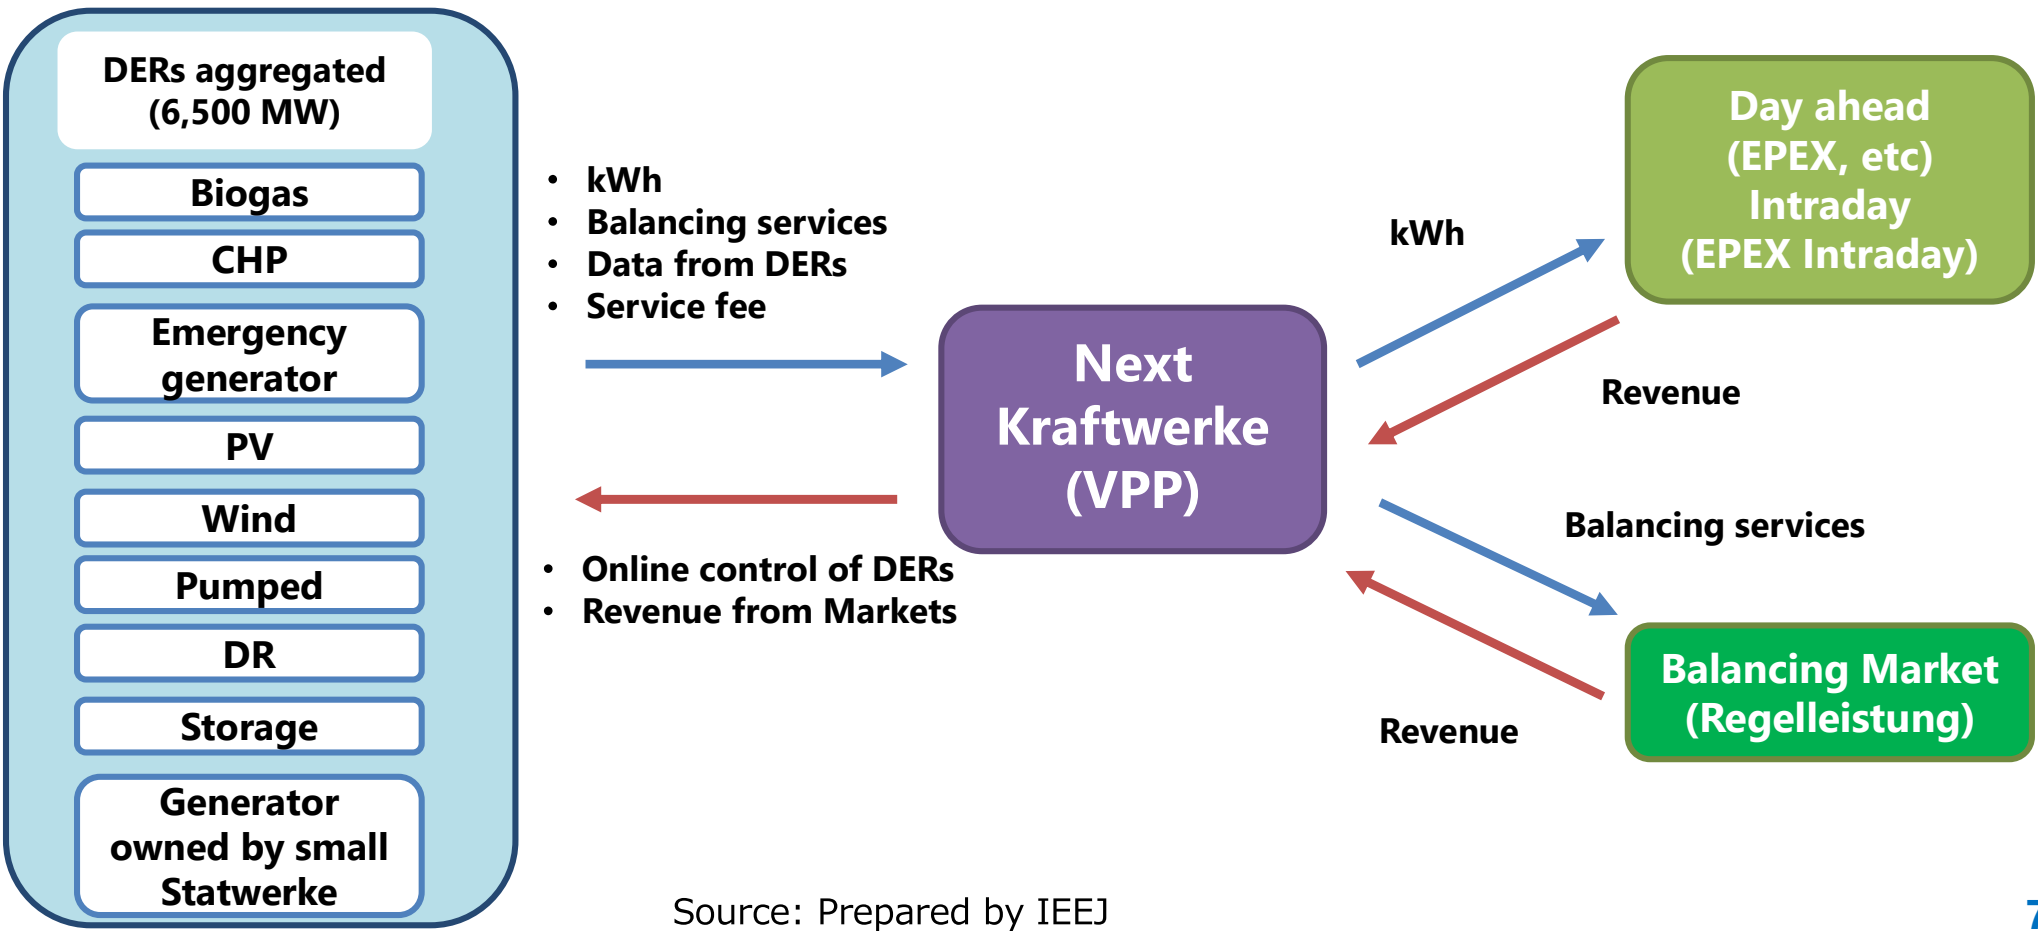 DERs aggregated
(6,500 MW)
Biogas
CHP
Emergency
generator
PV
Wind
Pumped
DR
Storage
Generator
owned by small
Statwerke
• kWh
• Balancing services
• Data from DERs
• Service fee
• Online control of DERs
• Revenue from Markets
Next
Kraftwerke
(VPP)
kWh
Revenue
Balancing services
Revenue
Day ahead
(EPEX, etc)
Intraday
(EPEX Intraday)
Balancing Market
(Regelleistung)
Source: Prepared by IEEJ
7